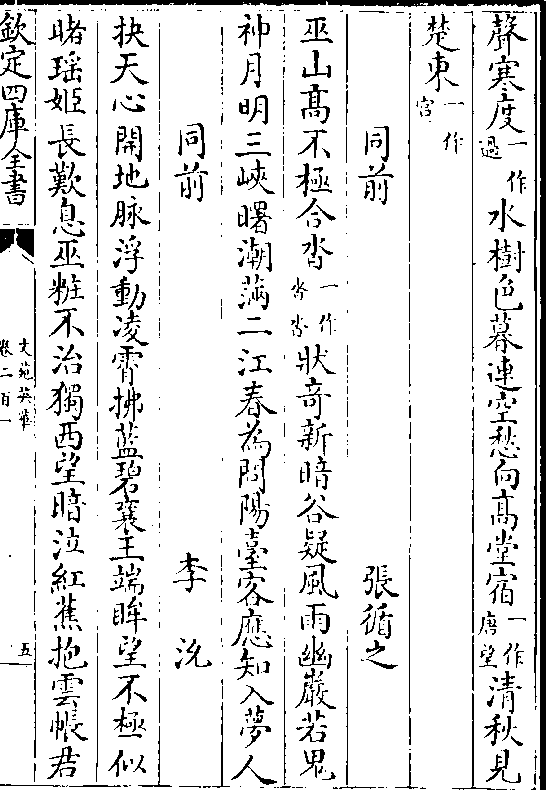 聲寒度一作過水樹色暮連空愁向高堂宿一作唐望清秋見
楚東一作宫
同前　張循之
巫山高不極合沓一作沓沓狀竒新暗谷疑風雨幽巖若鬼
神月明三峽曙潮滿二江春為問陽臺客應知入夢人
同前　李沇
抉天心開地脉浮動凌霄拂藍碧襄王端眸望不極似
睹瑶姬長歎息巫粧不治獨西望暗泣紅蕉抱雲帳君
欽定四庫全書
文苑英華
卷二百一
五